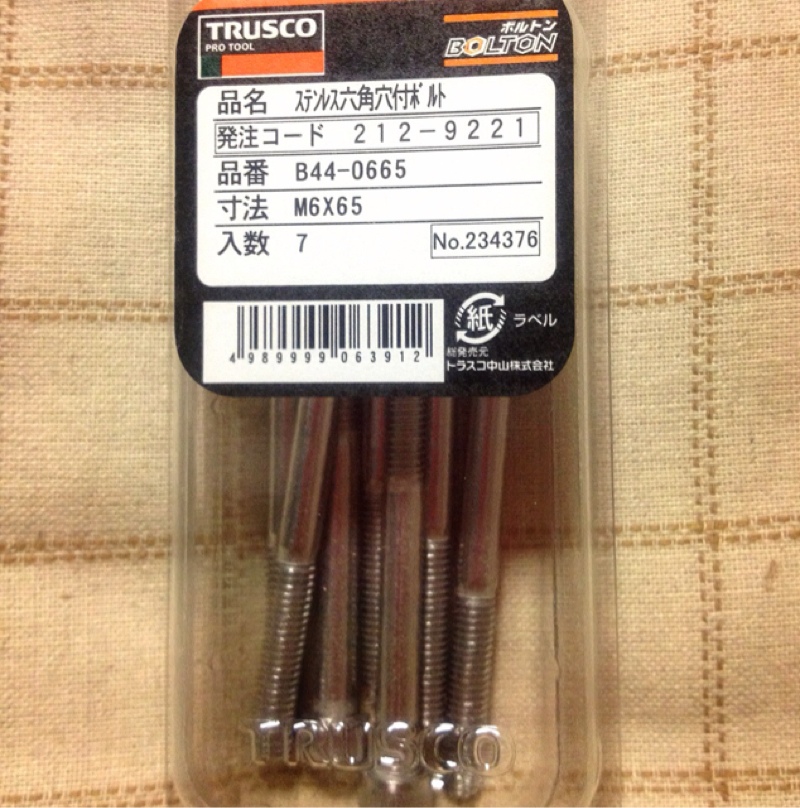 TRUSCO
PRO TOOL
ボルトン
BOLTON
品名 ステンレス六角穴付ボルト
発注コード 212-9221
品番 B44-0665
寸法 M6X65
入数 7
No.234376
4989999063912
紙 ラベル
総発売元
トラスコ中山株式会社
TRUSCO